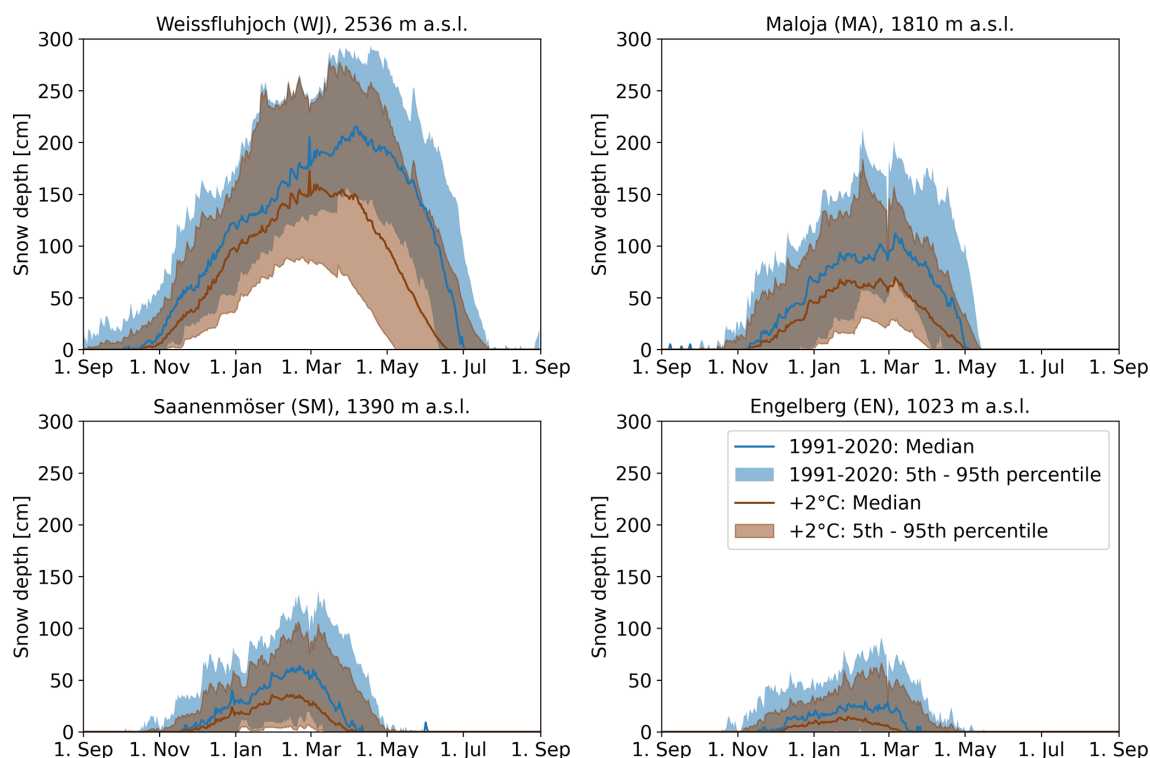 Weissfluhjoch (WJ), 2536 m a.s.l.
300
250
200
150
100
50
0
Snow depth [cm]
1. Sep 1. Nov 1. Jan 1. Mar 1. May 1. Jul 1. Sep
Maloja (MA), 1810 m a.s.l.
300
250
200
150
100
50
0
Snow depth [cm]
1. Sep 1. Nov 1. Jan 1. Mar 1. May 1. Jul 1. Sep
Saanenmöser (SM), 1390 m a.s.l.
300
250
200
150
100
50
0
Snow depth [cm]
1. Sep 1. Nov 1. Jan 1. Mar 1. May 1. Jul 1. Sep
Engelberg (EN), 1023 m a.s.l.
300
250
200
150
100
50
0
Snow depth [cm]
1991-2020: Median
1991-2020: 5th - 95th percentile
+2°C: Median
+2°C: 5th - 95th percentile
1. Sep 1. Nov 1. Jan 1. Mar 1. May 1. Jul 1. Sep